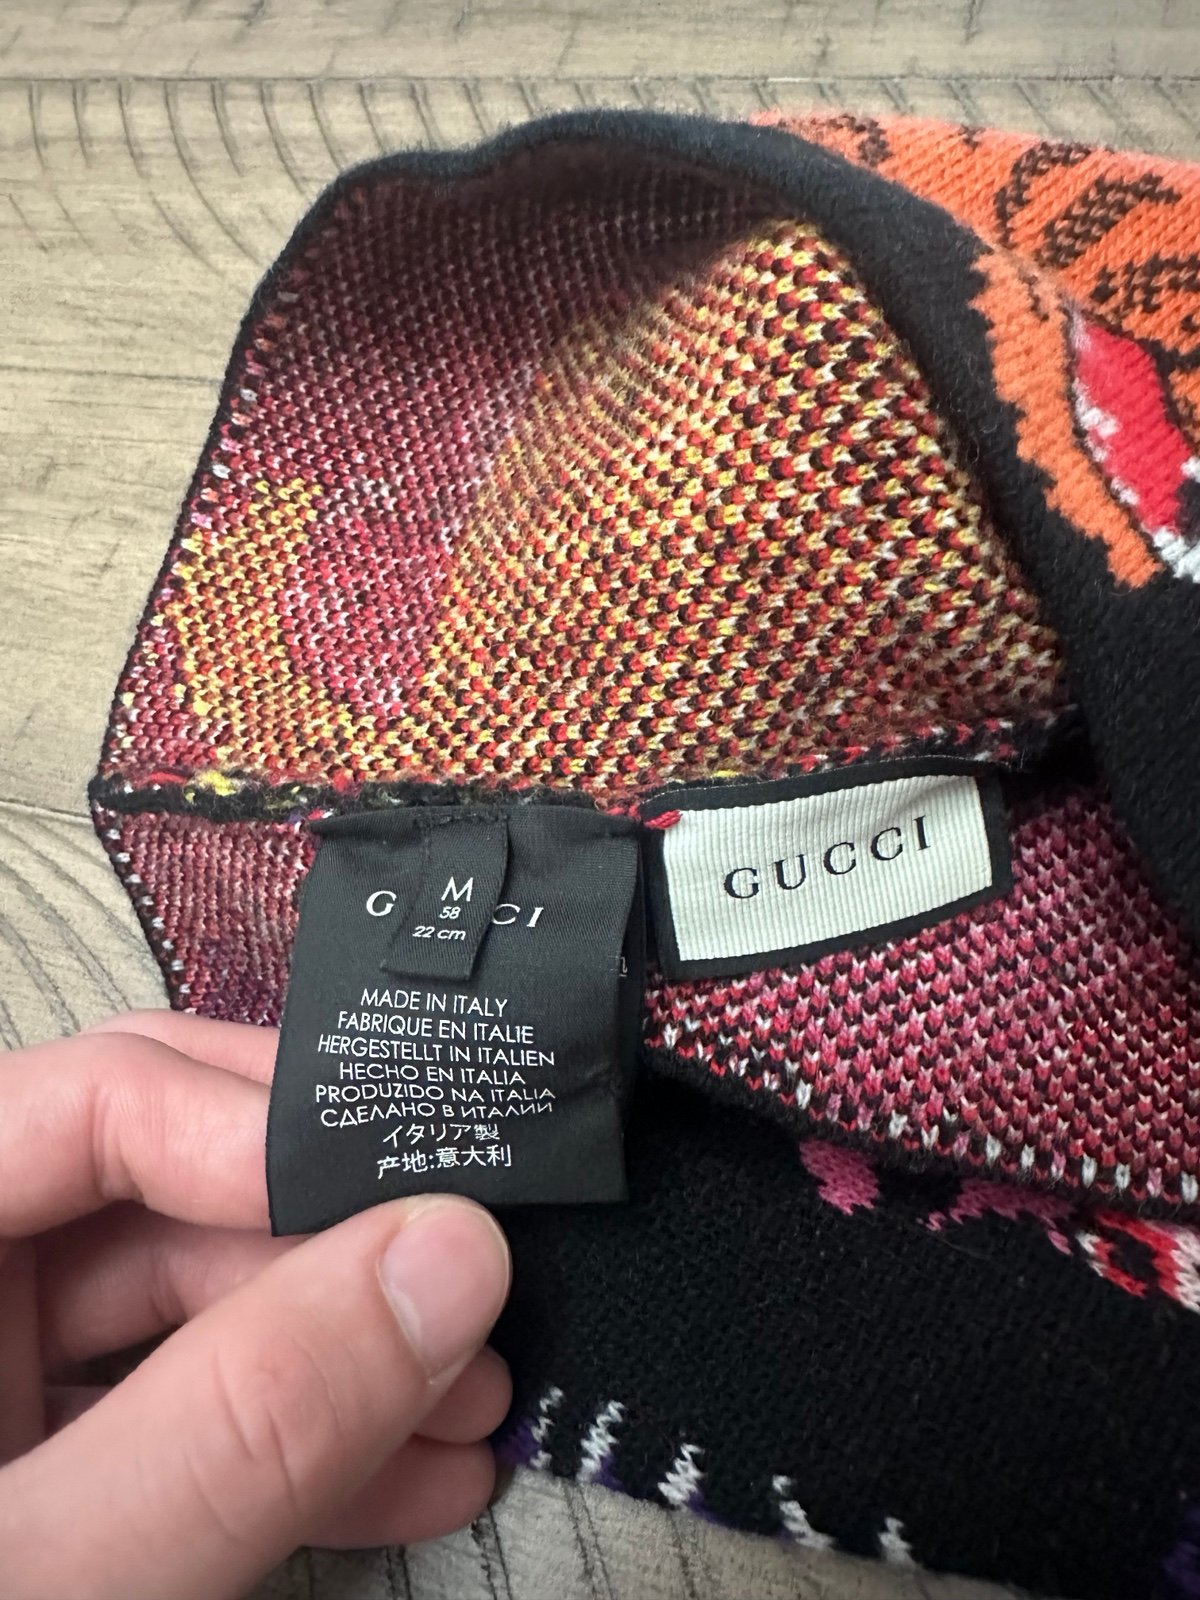 GUCCI
M
58
22 cm
G CI
MADE IN ITALY
FABRIQUE EN ITALIE
HERGESTELLT IN ITALIEN
HECHO EN ITALIA
PRODUZIDO NA ITALIA
СДЕЛАНО В ИТАЛИИ
イタリア製
产地:意大利